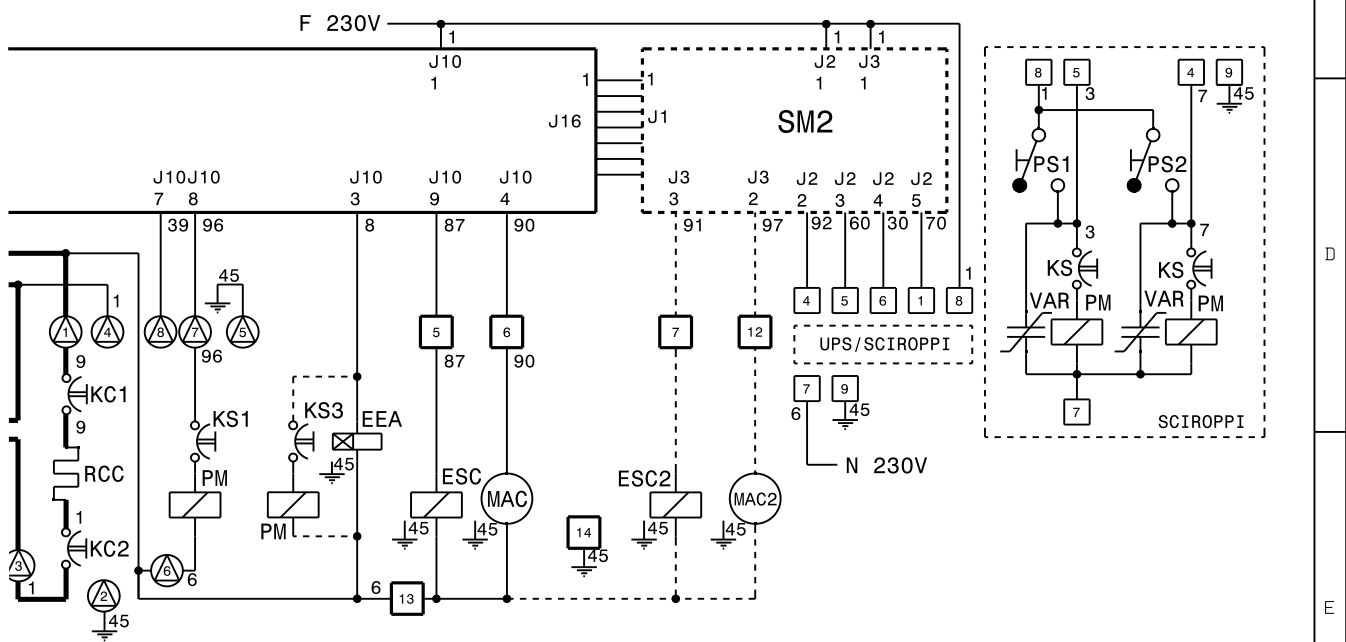 F 230V
1 1 1
J10 J2 J3
1 1 1
8 5 4 9
1 3 7 45
1 1
J16 J1
SM2
PS1 PS2
J10 J10 J10 J10 J10 J3 J3 J2 J2 J2 J2
7 8 3 9 4 3 2 2 3 4 5
39 96 8 87 90 91 97 92 60 30 70
3 7
D
45
1
1
KS KS
4 5 6 1 8
VAR PM VAR PM
1 4 8 7 5 5 6 7 12
UPS/SCIROPPI
9 96 87 90
KC1
7 9
6 45
7
9
KS1 KS3 EEA
SCIROPPI
45
N 230V
RCC
PM ESC MAC ESC2 MAC2
1
PM
45 45 14 45 45
KC2
45
3 6
1 6
6 13
2
45
E